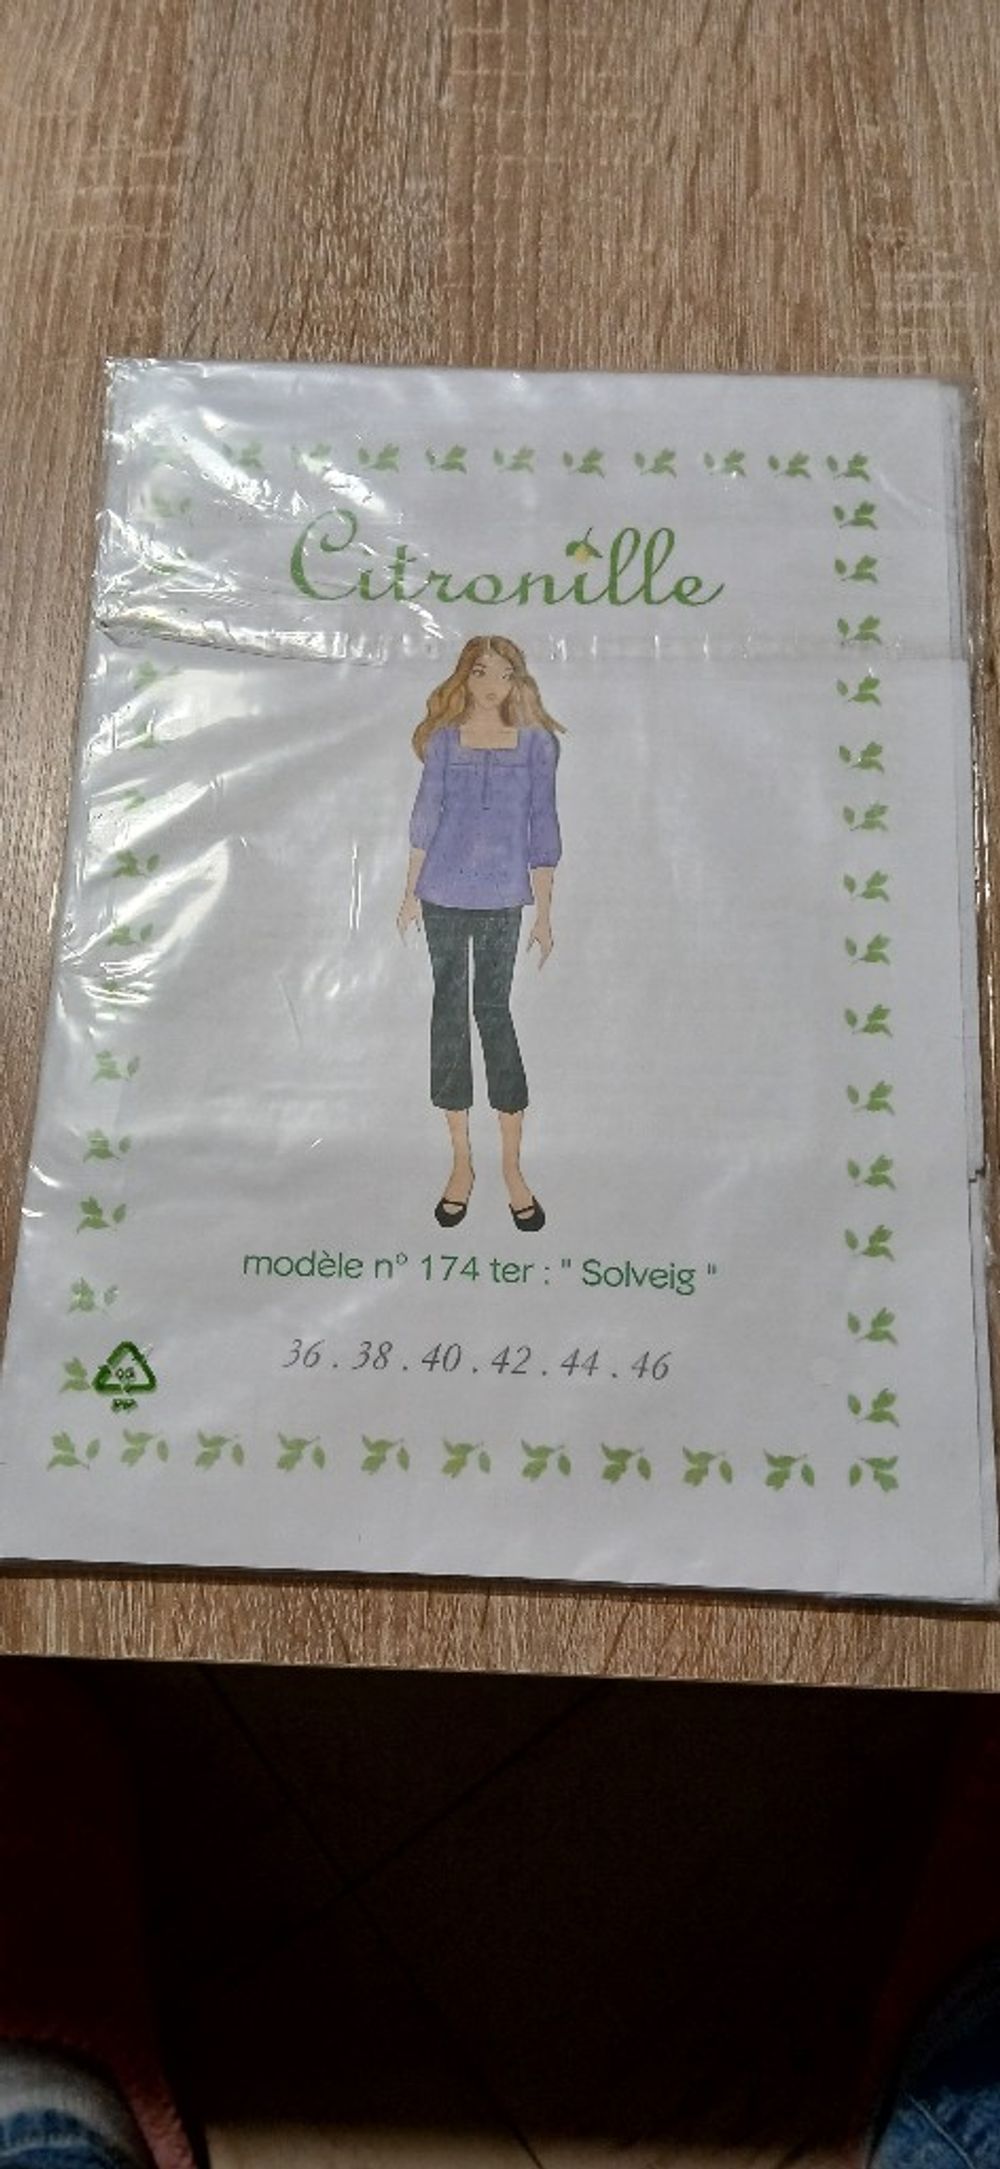 Citronille
modèle n° 174 ter : " Solveig "
36 . 38 . 40 . 42 . 44 . 46